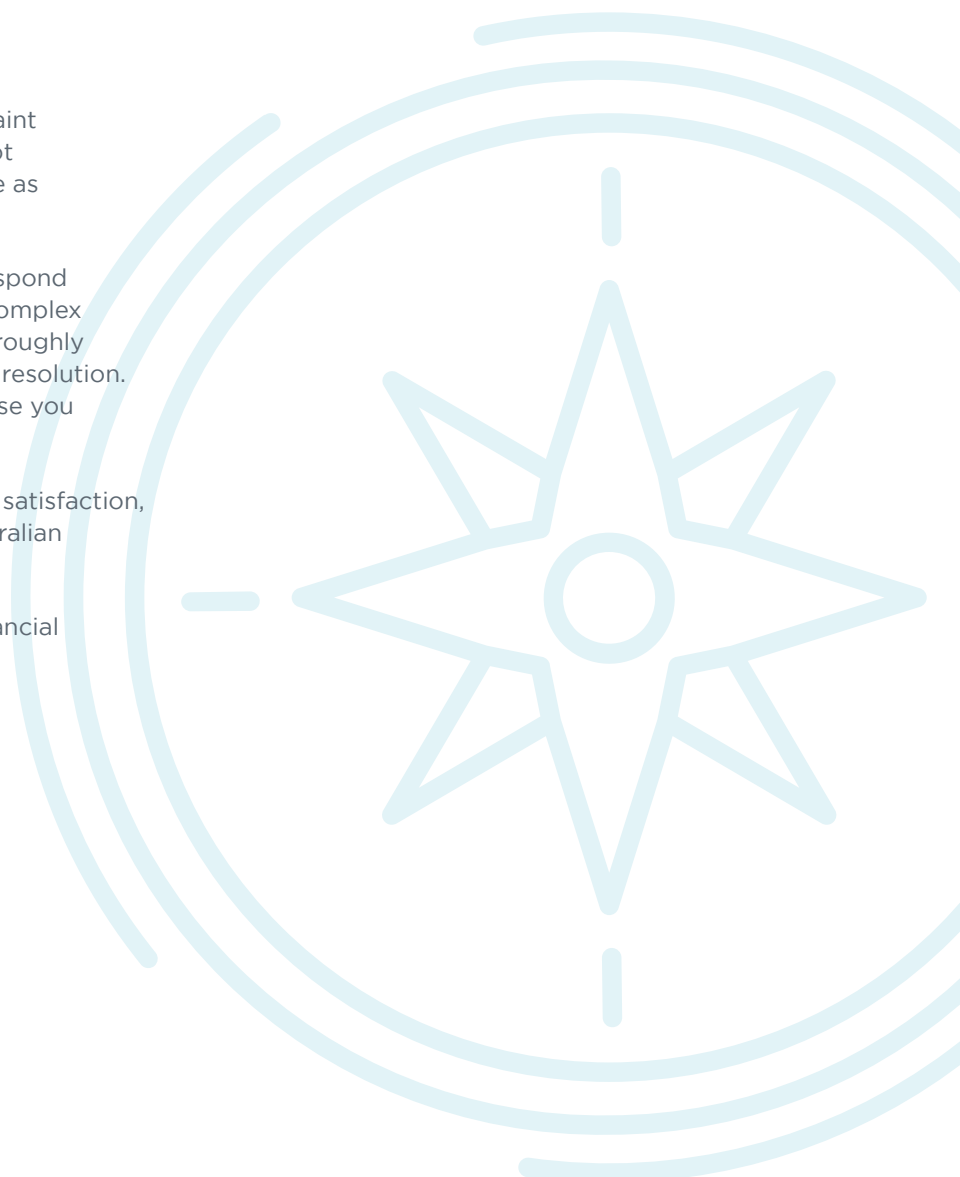 aint
ot
e as
spond
omplex
roughly
resolution.
se you
satisfaction,
ralian
ancial